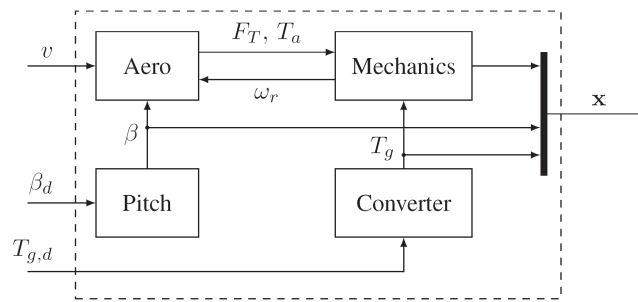 F_T, T_a
v
Aero
Mechanics
ω_r
x
β
T_g
β_d
Pitch
Converter
T_{g,d}